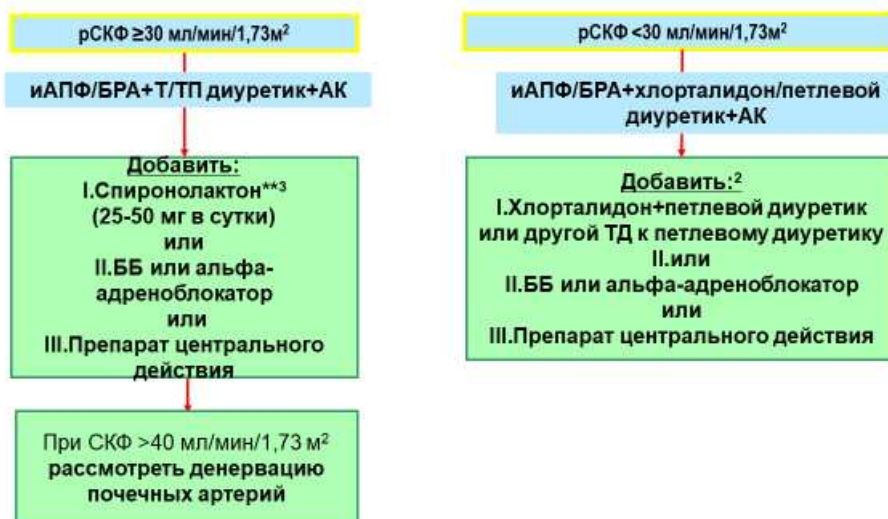 рСКФ ≥30 мл/мин/1,73м²
иАПФ/БРА+Т/ТП диуретик+АК
Добавить:
I.Спиронолактон**³
(25-50 мг в сутки)
или
II.ББ или альфа-
адреноблокатор
или
III.Препарат центрального
действия
При СКФ >40 мл/мин/1,73 м²
рассмотреть денервацию
почечных артерий
рСКФ <30 мл/мин/1,73м²
иАПФ/БРА+хлорталидон/петлевой
диуретик+АК
Добавить:²
I.Хлорталидон+петлевой диуретик
или другой ТД к петлевому диуретику
II.или
II.ББ или альфа-адреноблокатор
или
III.Препарат центрального действия